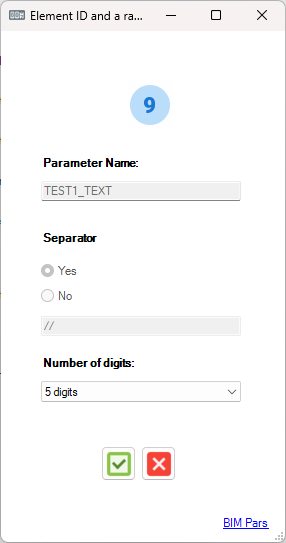 Element ID and a ra...
9
Parameter Name:
TEST1_TEXT
Separator
Yes
No
//
Number of digits:
5 digits
BIM Pars